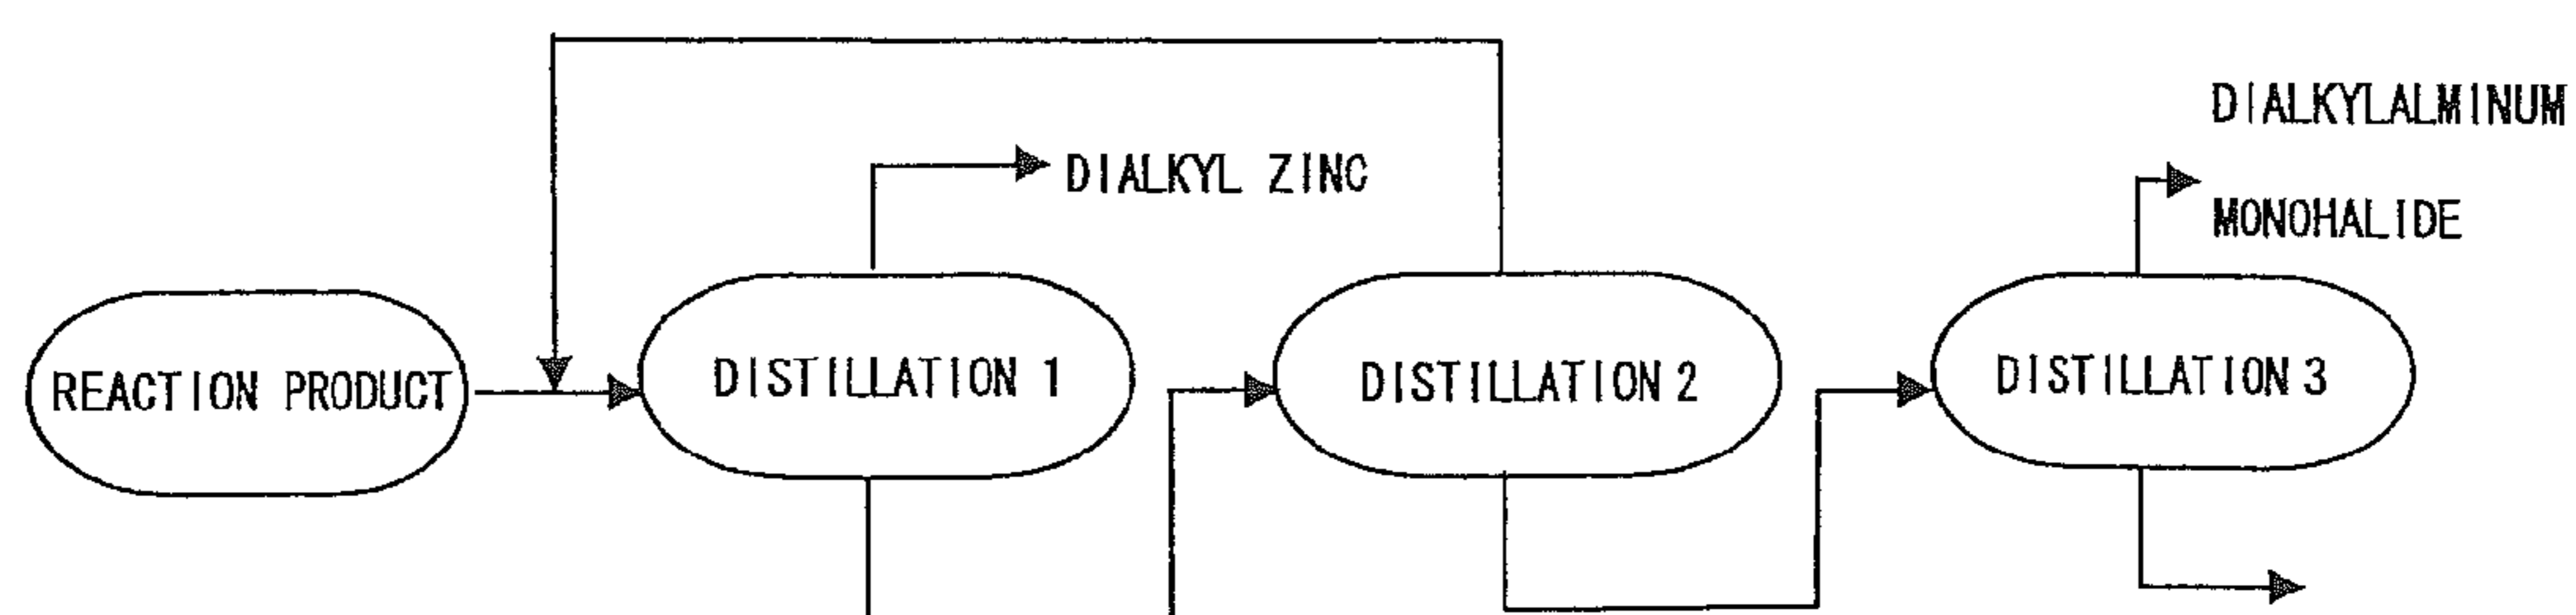 DIALKYLALMINUM
MONOHALIDE
DIALKYL ZINC
REACTION PRODUCT
DISTILLATION 1
DISTILLATION 2
DISTILLATION 3